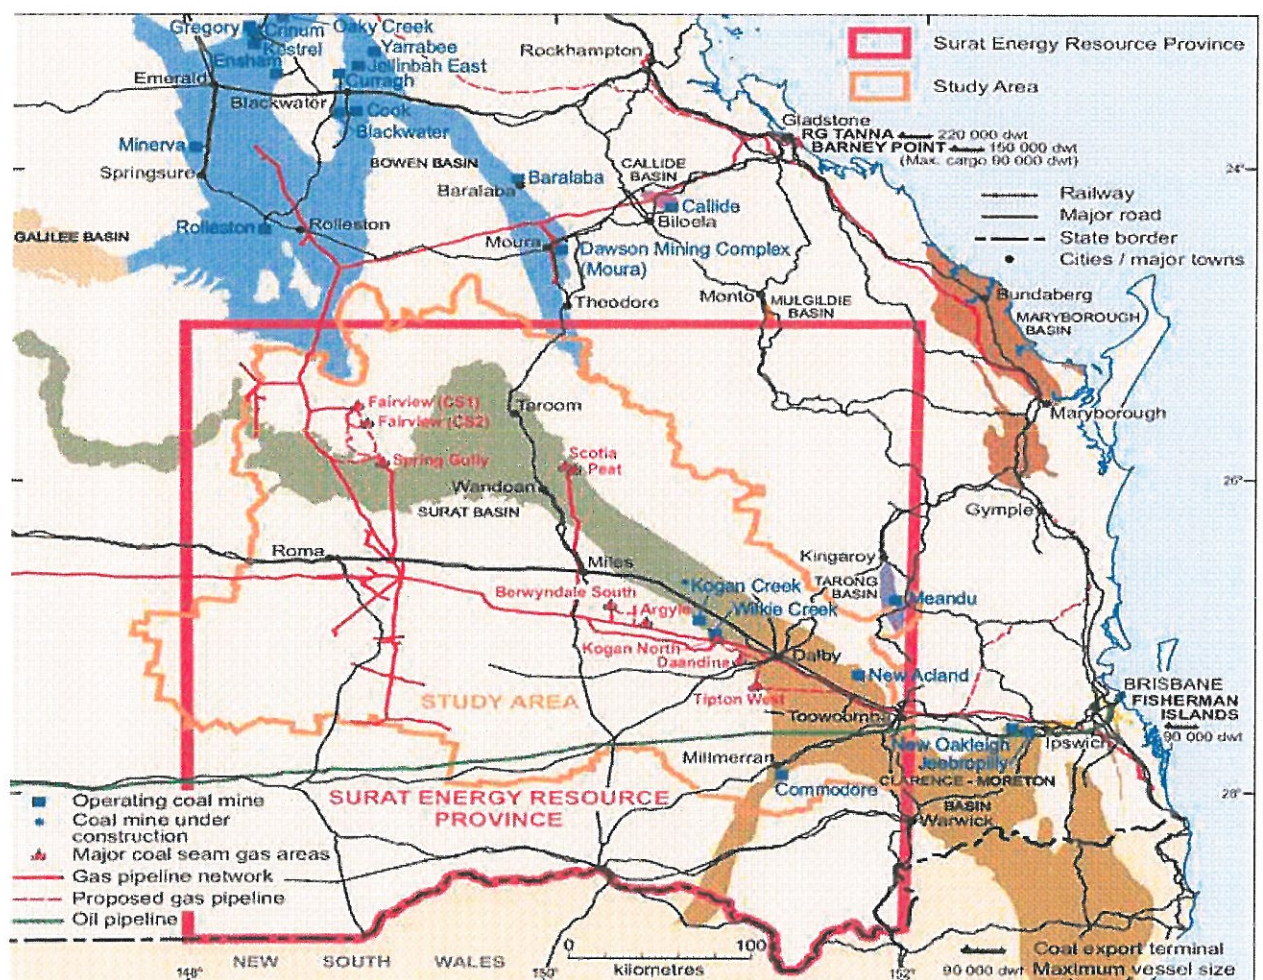 Gregory
Crinum
Oaky Creek
Kestrel
Yarrabee
Ensham
Jellinbah East
Emerald
Curragh
Blackwater
Cook
Blackwater
Minerva
BOWEN BASIN
Springsure
Baralaba
Baralaba
Rolleston
Rolleston
GALILEE BASIN
Rockhampton
Gladstone
RG TANNA
220 000 dwt
BARNEY POINT
150 000 dwt
(Max. cargo 90 000 dwt)
CALLIDE
BASIN
Callide
Biloela
Moura
Dawson Mining Complex
(Moura)
Theodore
Monto
MULGILDIE
BASIN
Surat Energy Resource Province
Study Area
24°
Railway
Major road
State border
Cities / major towns
Bundaberg
MARYBOROUGH
BASIN
Maryborough
Fairview (CS1)
Fairview (CS2)
Taroom
Spring Gully
Scotia
Peat
Wandoan
SURAT BASIN
26°
Gympie
Roma
Miles
Kingaroy
TARONG
BASIN
Meandu
Berwyndale South
Argyle
*Kogan Creek
Wilkie Creek
Kogan North
Daandine
Dalby
New Acland
Tipton West
STUDY AREA
Toowoomba
BRISBANE
FISHERMAN
ISLANDS
90 000 dwt
New Oakleigh
Jeebropilly
Ipswich
Millmerran
Commodore
CLARENCE - MORETON
BASIN
Warwick
28°
SURAT ENERGY RESOURCE
PROVINCE
Operating coal mine
Coal mine under
construction
Major coal seam gas areas
Gas pipeline network
Proposed gas pipeline
Oil pipeline
NEW SOUTH WALES
0 100
kilometres
148° 150° 152°
Coal export terminal
90 000 dwt Maximum vessel size